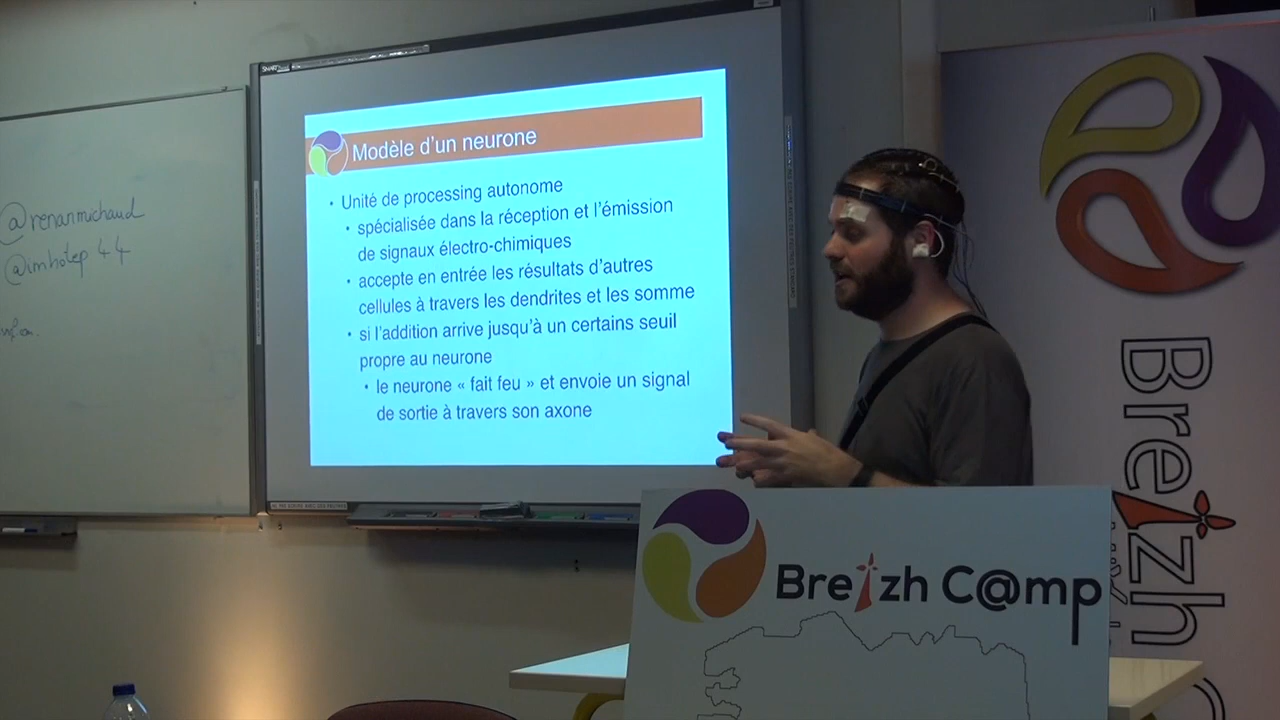 @renanmichaud
@imhotep44
SMART
Modèle d'un neurone
• Unité de processing autonome
• spécialisée dans la réception et l'émission
de signaux électro-chimiques
• accepte en entrée les résultats d'autres
cellules à travers les dendrites et les somme
• si l'addition arrive jusqu'à un certains seuil
propre au neurone
• le neurone « fait feu » et envoie un signal
de sortie à travers son axone
Breizh C@mp
Breizh C